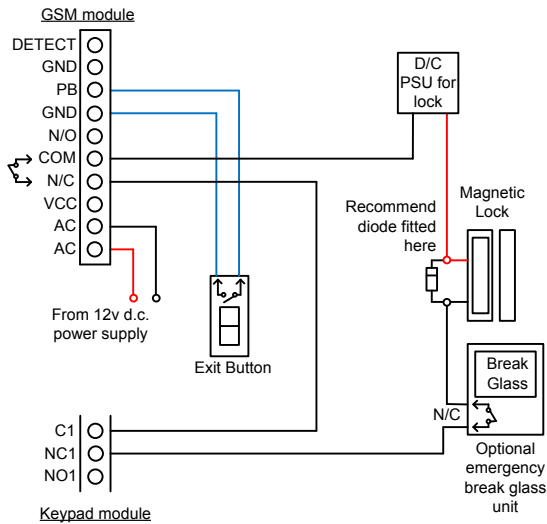 GSM module
DETECT
GND
PB
GND
N/O
COM
N/C
VCC
AC
AC
From 12v d.c.
power supply
Exit Button
D/C
PSU for
lock
Recommend
diode fitted
here
Magnetic
Lock
Break
Glass
N/C
Optional
emergency
break glass
unit
C1
NC1
NO1
Keypad module